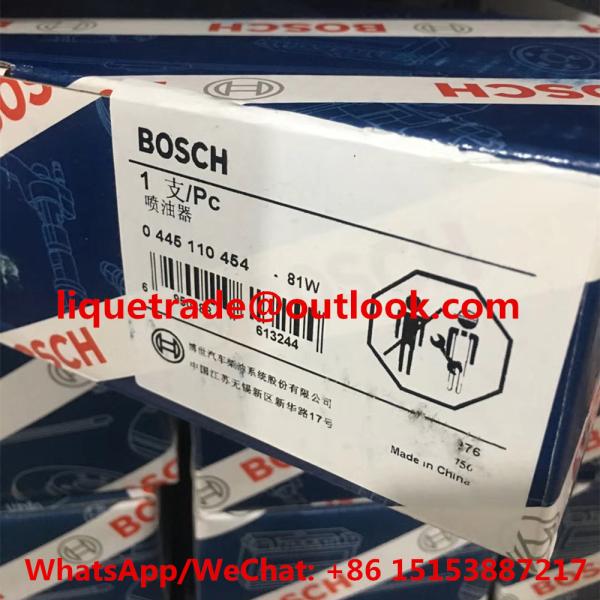 BOSCH
BOSCH
1 支/Pc
喷油器
0 445 110 454 - 81W
liquetrade@outlook.com
613244
博世汽车柴油系统股份有限公司
中国江苏无锡新区新华路17号
Made in China
BOSCH
BOSCH
WhatsApp/WeChat: +86 15153887217